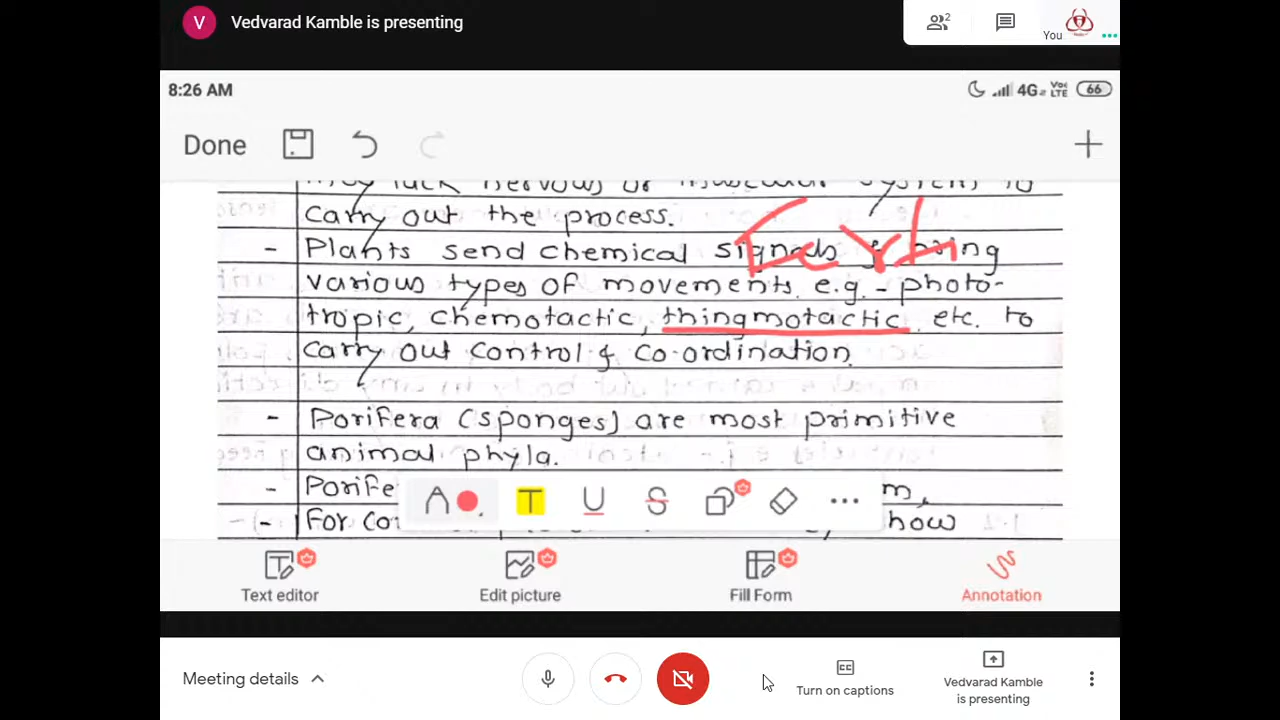 V Vedvarad Kamble is presenting
2
You
8:26 AM
4G Vo LTE 66
Done
carry out the process.
- Plants send chemical signals & bring
various types of movements e.g. - photo-
tropic, chemotactic, thingmotactic etc. to
carry out control & co-ordination.
- Porifera (sponges) are most primitive
animal phyla.
- Porife
- For co how
A T U S
Text editor
Edit picture
Fill Form
Annotation
Meeting details
Turn on captions
Vedvarad Kamble
is presenting